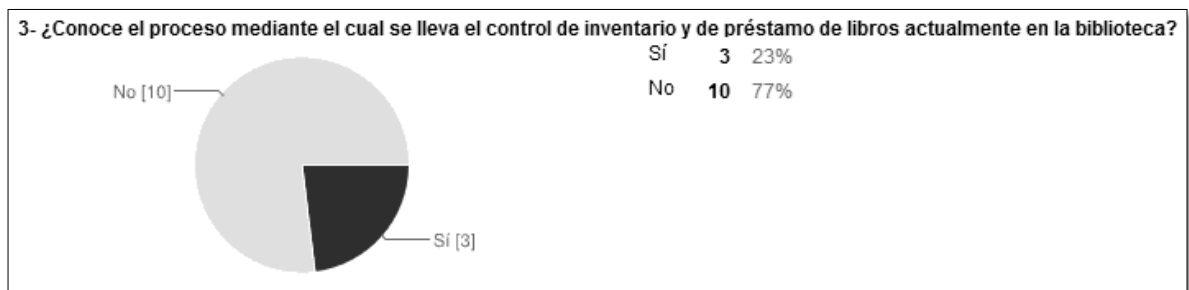 3- ¿Conoce el proceso mediante el cual se lleva el control de inventario y de préstamo de libros actualmente en la biblioteca?
Sí 3 23%
No 10 77%
No [10]
Sí [3]